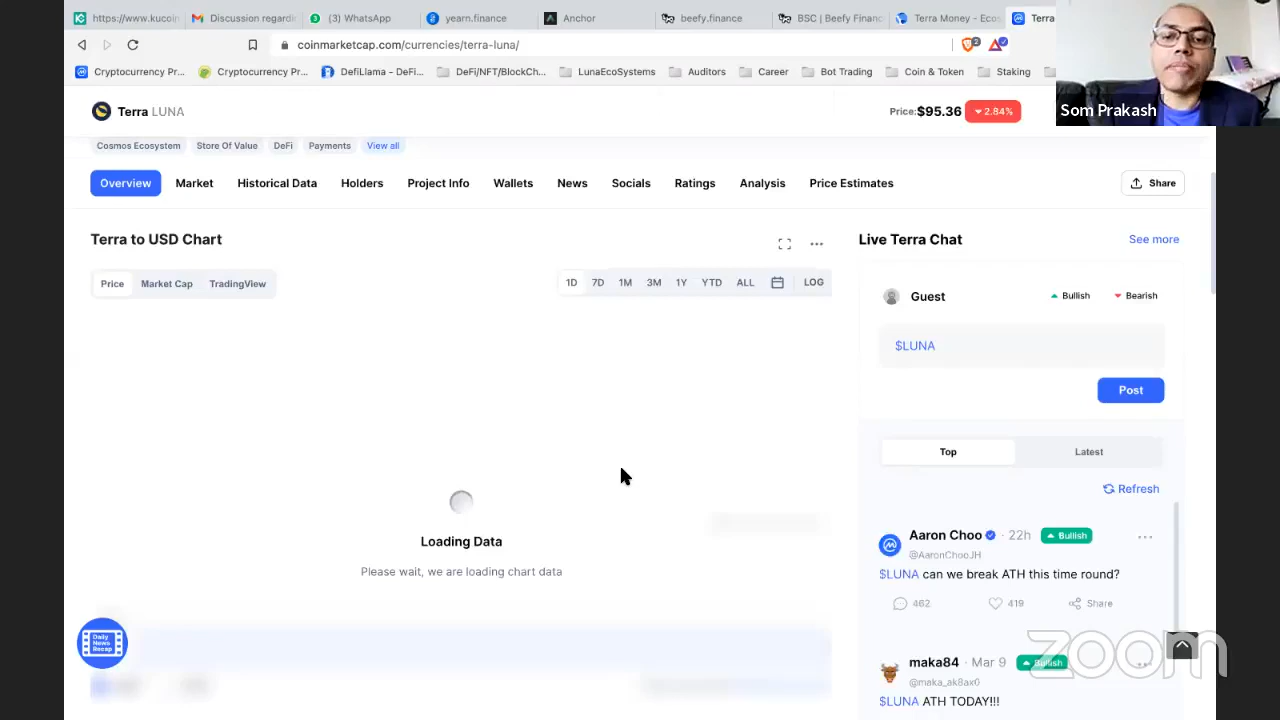 https://www.kucoin
Discussion regardi
(3) WhatsApp
yearn.finance
Anchor
beefy.finance
BSC | Beefy Financ
Terra Money - Ecos
Terra
coinmarketcap.com/currencies/terra-luna/
2
Cryptocurrency Pr...
Cryptocurrency Pr...
DefiLlama - DeFi...
DeFi/NFT/BlockCh...
LunaEcoSystems
Auditors
Career
Bot Trading
Coin & Token
Staking
Som Prakash
Terra LUNA
Price:$95.36
2.84%
Cosmos Ecosystem
Store Of Value
DeFi
Payments
View all
Overview
Market
Historical Data
Holders
Project Info
Wallets
News
Socials
Ratings
Analysis
Price Estimates
Share
Terra to USD Chart
Price
Market Cap
TradingView
1D
7D
1M
3M
1Y
YTD
ALL
LOG
Loading Data
Please wait, we are loading chart data
Daily
News
Recap
Live Terra Chat
See more
Guest
Bullish
Bearish
$LUNA
Post
Top
Latest
Refresh
Aaron Choo · 22h
Bullish
@AaronChooJH
$LUNA can we break ATH this time round?
462
419
Share
maka84 · Mar 9
Bullish
@maka_ak8ax0
$LUNA ATH TODAY!!!
zoom